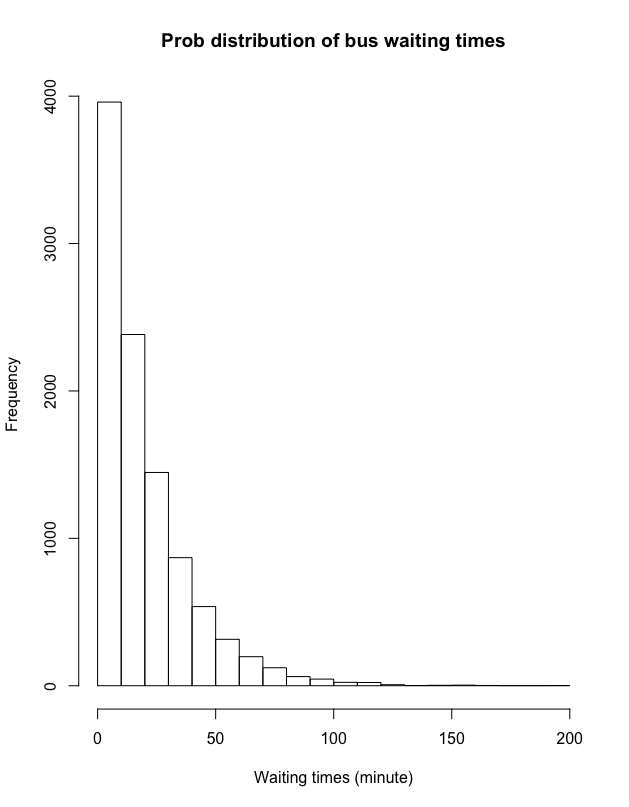 Prob distribution of bus waiting times
Frequency
4000
3000
2000
1000
0
0 50 100 150 200
Waiting times (minute)